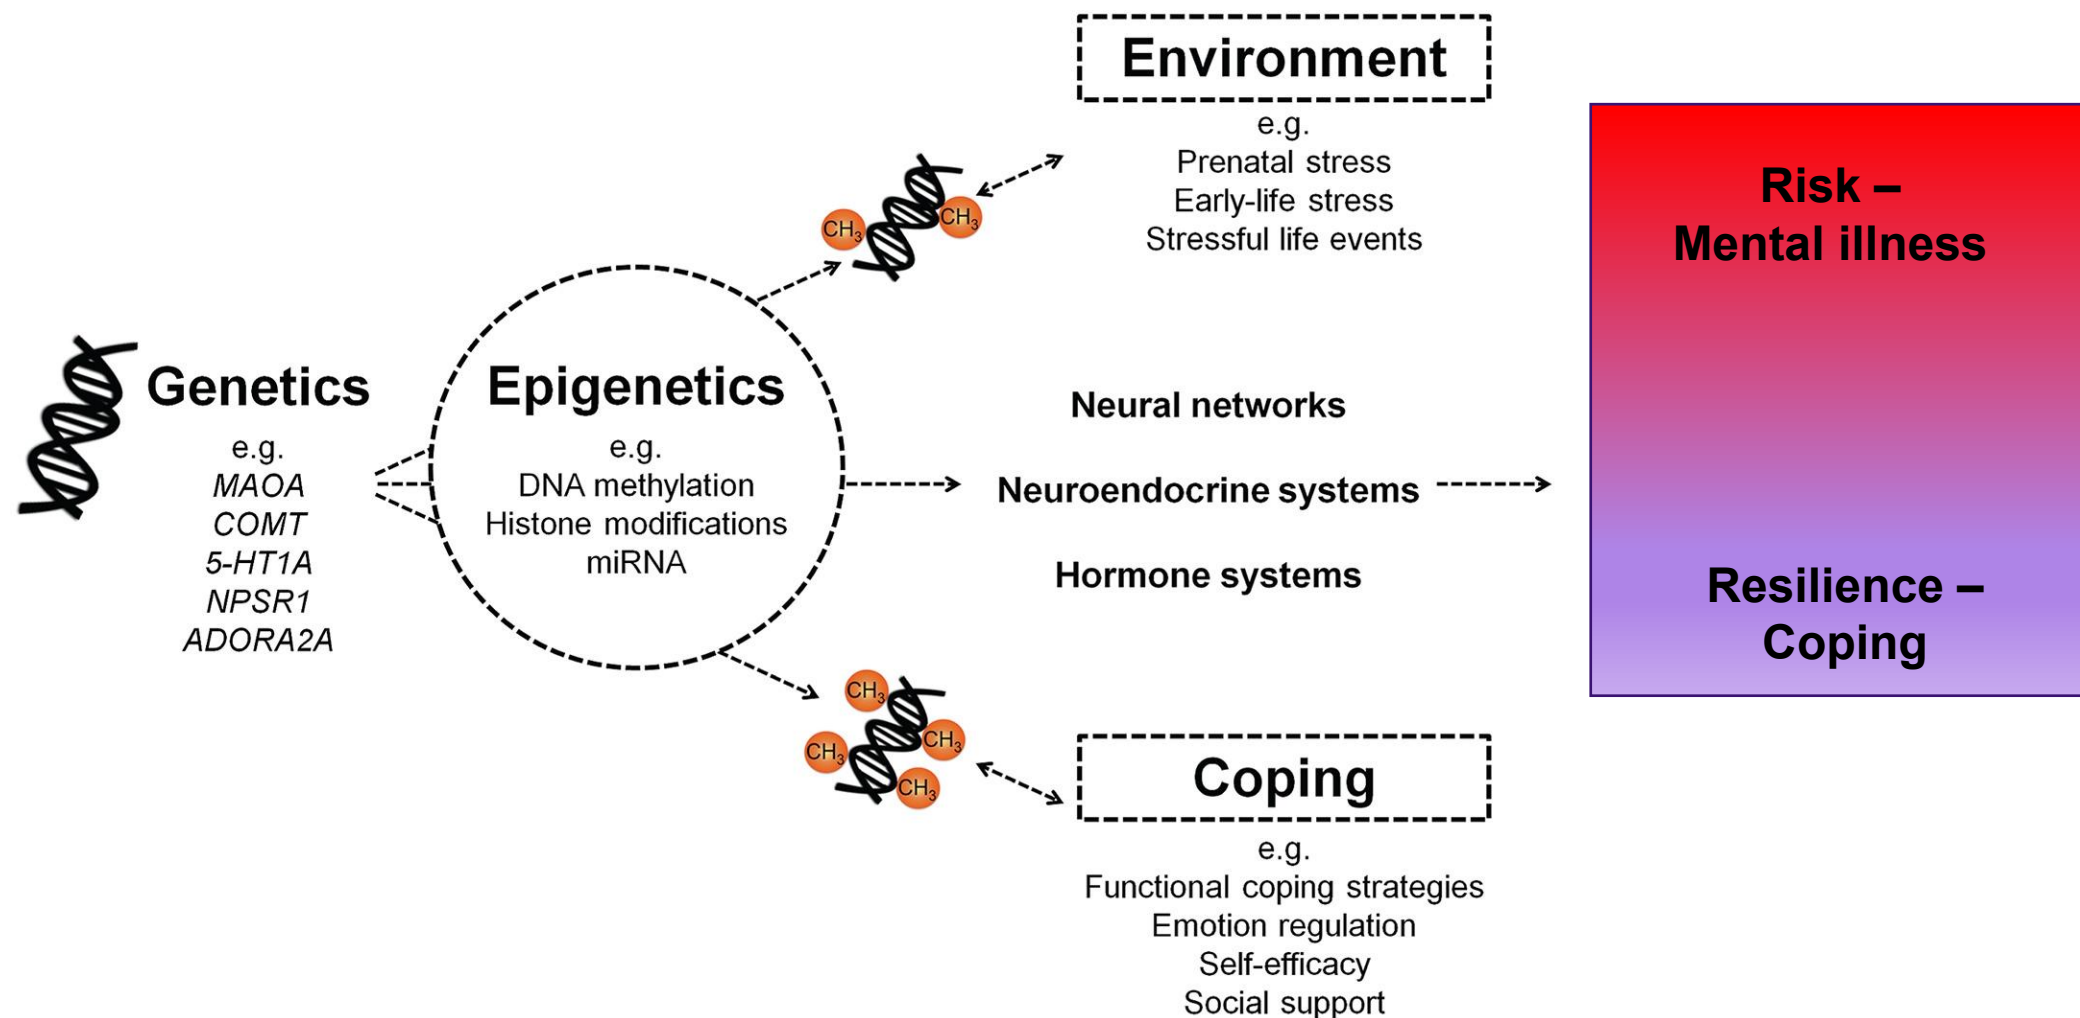 Genetics
e.g.
MAOA
COMT
5-HT1A
NPSR1
ADORA2A
Epigenetics
e.g.
DNA methylation
Histone modifications
miRNA
CH₃
CH₃
Environment
e.g.
Prenatal stress
Early-life stress
Stressful life events
Neural networks
Neuroendocrine systems
Hormone systems
CH₃
CH₃
CH₃
CH₃
Coping
e.g.
Functional coping strategies
Emotion regulation
Self-efficacy
Social support
Risk –
Mental illness
Resilience –
Coping